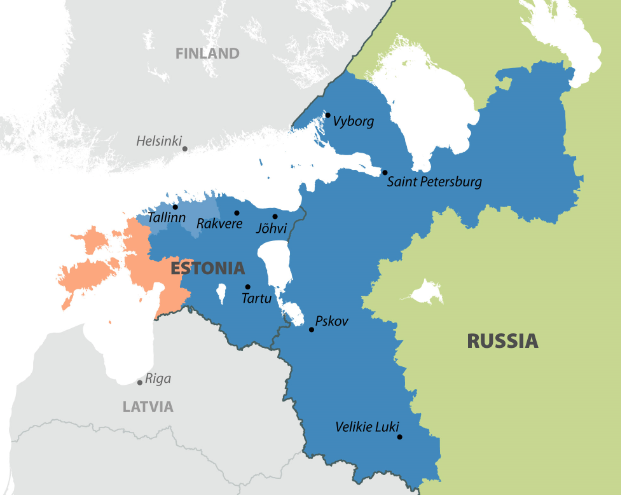 FINLAND
Vyborg
Helsinki
Saint Petersburg
Tallinn
Rakvere
Jõhvi
ESTONIA
Tartu
Pskov
RUSSIA
Riga
LATVIA
Velikie Luki